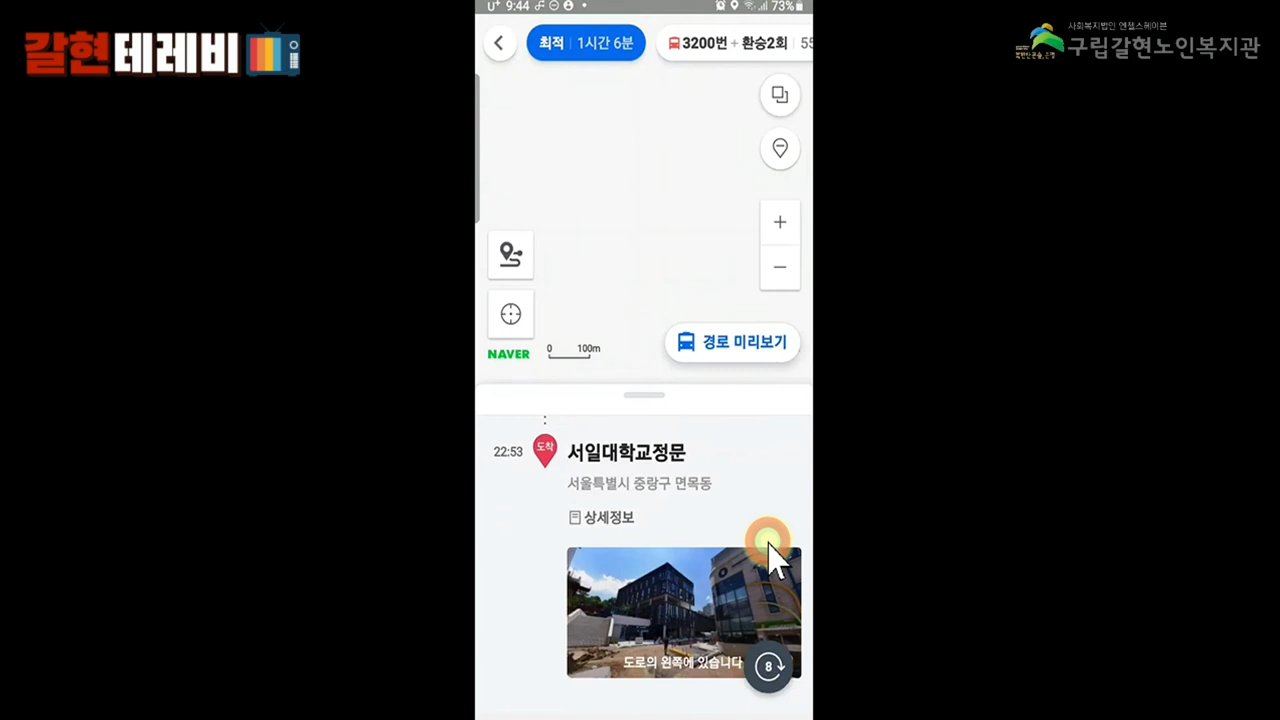 갈현테레비
사회복지법인 엔젤스헤이븐
구립갈현노인복지관
U+ 9:44 73%
최적 1시간 6분
3200번 + 환승2회 55
NAVER
0 100m
경로 미리보기
22:53 도착 서일대학교정문
서울특별시 중랑구 면목동
상세정보
도로의 왼쪽에 있습니다
8